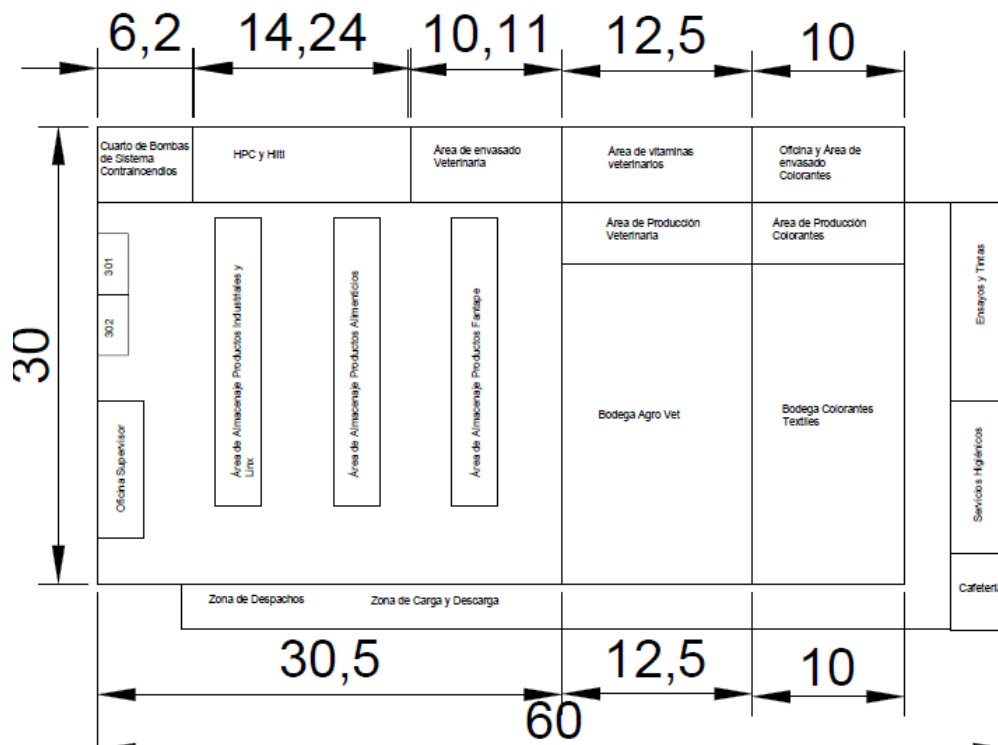 6,2
14,24
10,11
12,5
10
Cuarto de Bombas
de Sistema
Contraincendios
HPC y Hilti
Área de envasado
Veterinaria
Área de vitaminas
veterinarios
Oficina y Área de
envasado
Colorantes
Área de Producción
Veterinaria
Área de Producción
Colorantes
30
301
302
Oficina Supervisor
Área de Almacenaje Productos Industriales y
Linx
Área de Almacenaje Productos Alimenticios
Área de Almacenaje Productos Fantape
Bodega Agro Vet
Bodega Colorantes
Textiles
Ensayos y Tintas
Servicios Higiénicos
Cafetería
Zona de Despachos
Zona de Carga y Descarga
30,5
12,5
10
60